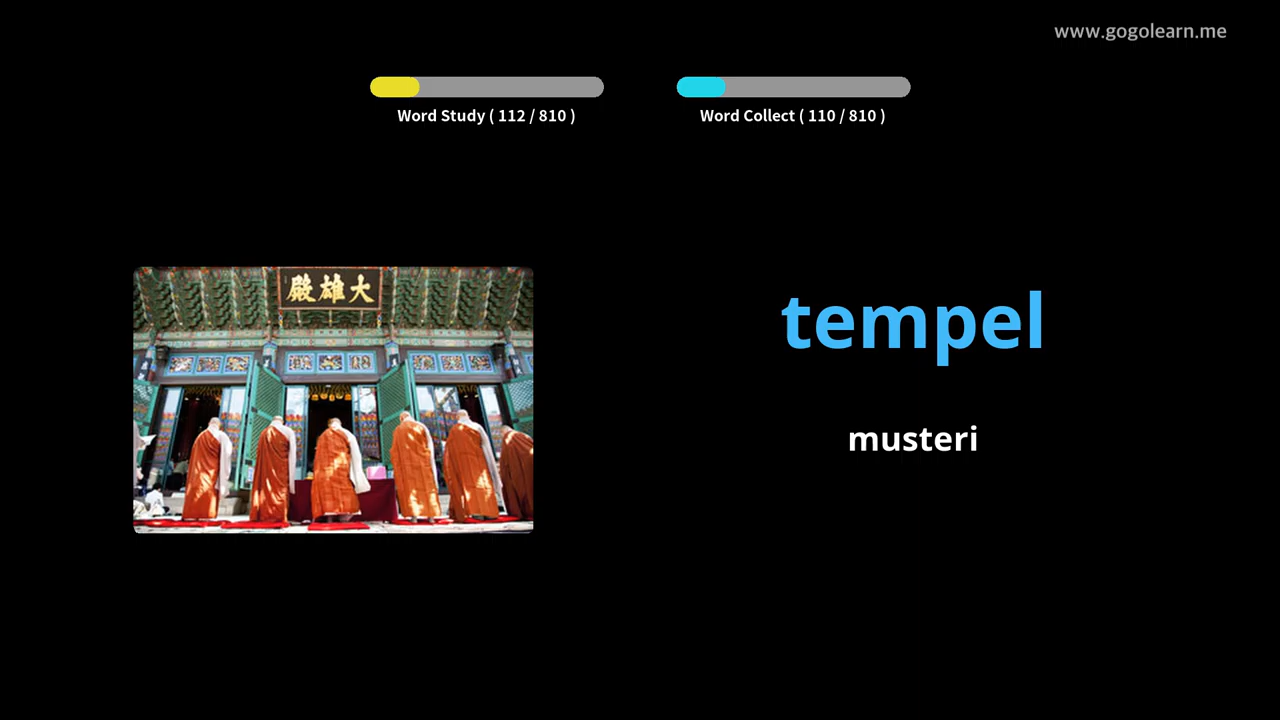 www.gogolearn.me
Word Study ( 112 / 810 )
Word Collect ( 110 / 810 )
殿雄大
tempel
musteri